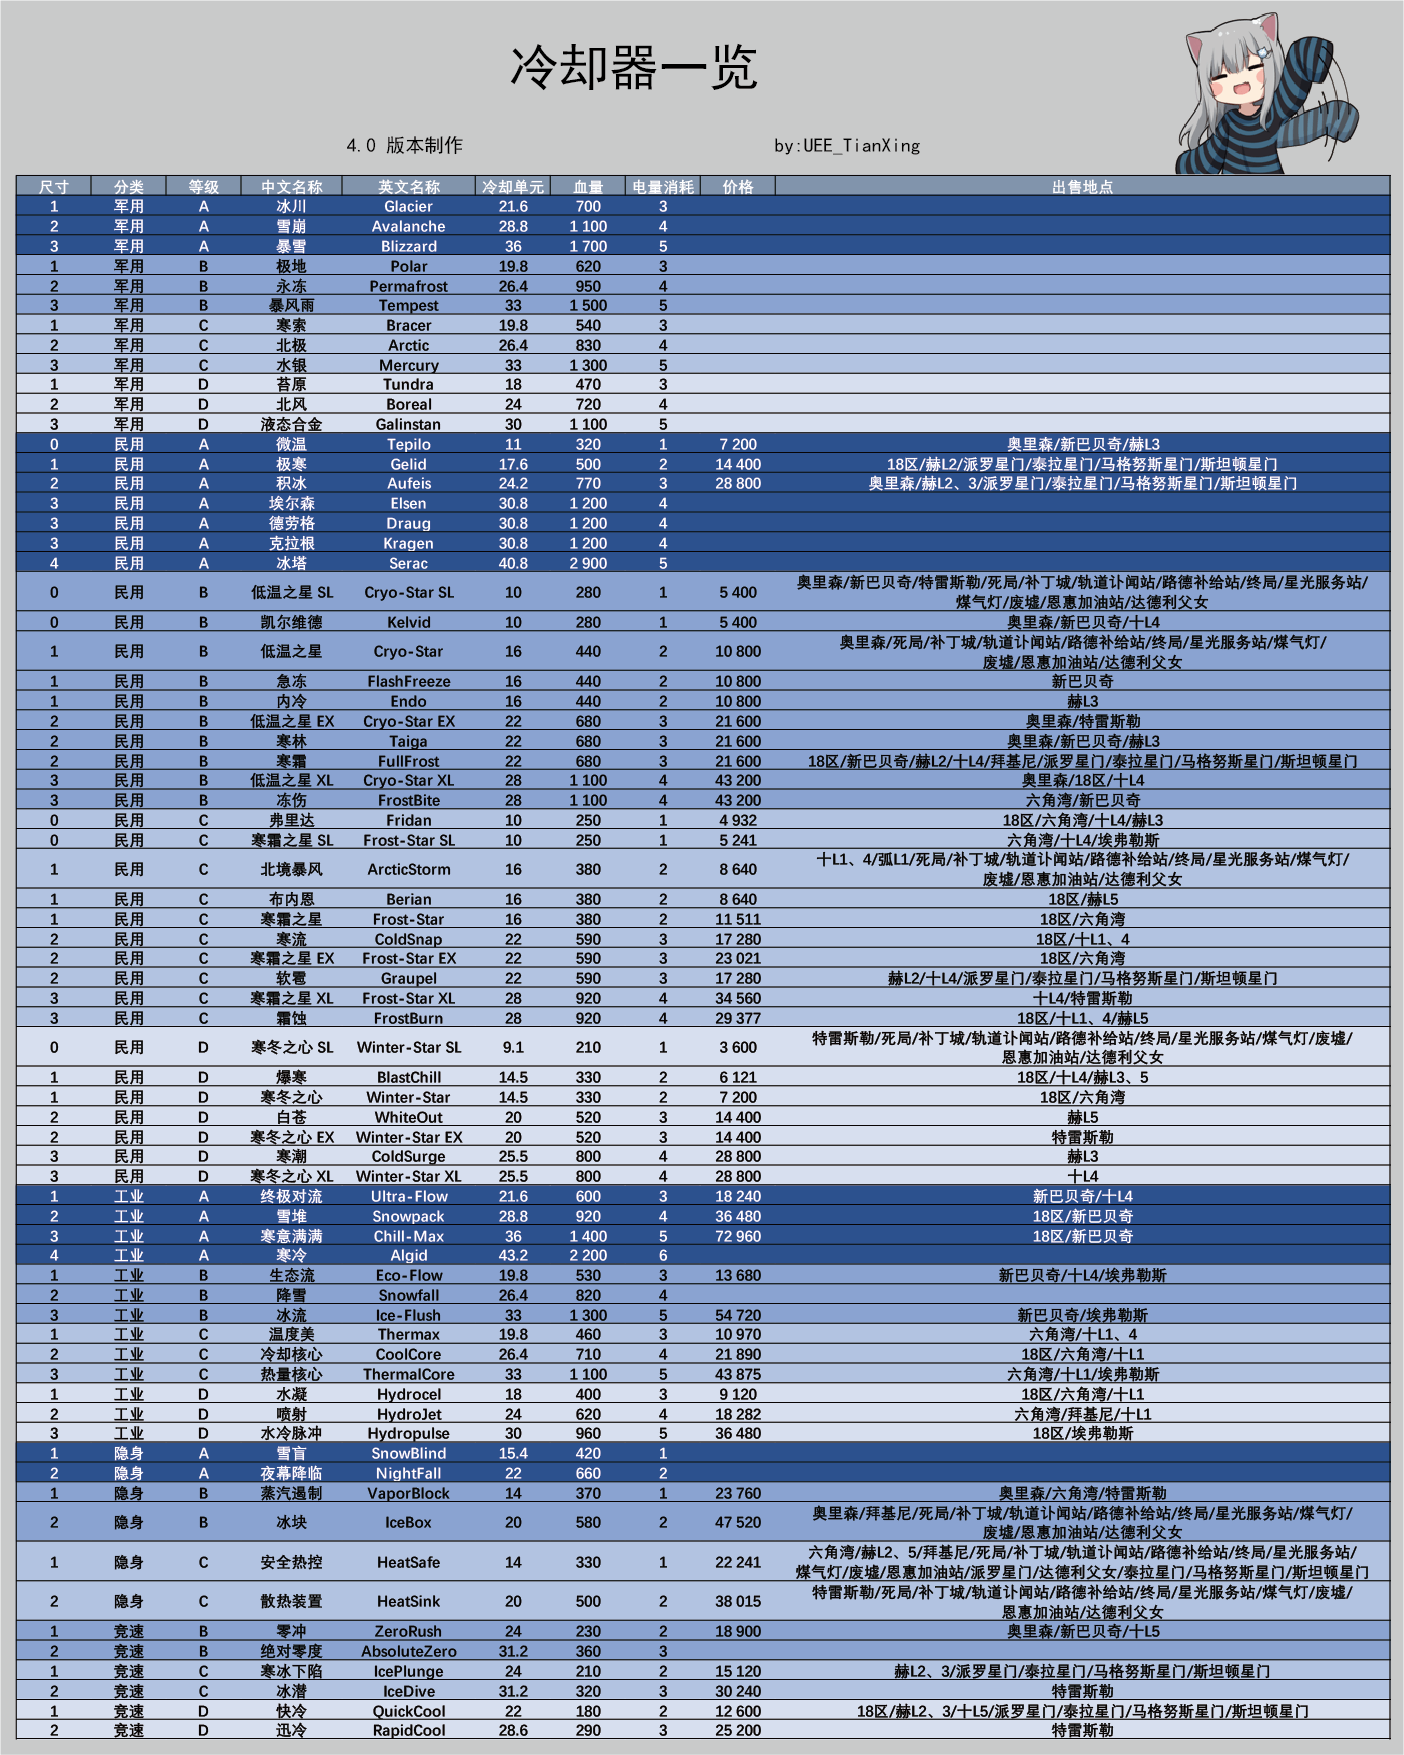 冷却器一览
4.0 版本制作 by:UEE_TianXing
尺寸 分类 等级 中文名称 英文名称 冷却单元 血量 电量消耗 价格 出售地点
1 军用 A 冰川 Glacier 21.6 700 3
2 军用 A 雪崩 Avalanche 28.8 1 100 4
3 军用 A 暴雪 Blizzard 36 1 700 5
1 军用 B 极地 Polar 19.8 620 3
2 军用 B 永冻 Permafrost 26.4 950 4
3 军用 B 暴风雨 Tempest 33 1 500 5
1 军用 C 寒索 Bracer 19.8 540 3
2 军用 C 北极 Arctic 26.4 830 4
3 军用 C 水银 Mercury 33 1 300 5
1 军用 D 苔原 Tundra 18 470 3
2 军用 D 北风 Boreal 24 720 4
3 军用 D 液态合金 Galinstan 30 1 100 5
0 民用 A 微温 Tepilo 11 320 1 7 200 奥里森/新巴贝奇/赫L3
1 民用 A 极寒 Gelid 17.6 500 2 14 400 18区/赫L2/派罗星门/泰拉星门/马格努斯星门/斯坦顿星门
2 民用 A 积冰 Aufeis 24.2 770 3 28 800 奥里森/赫L2、3/派罗星门/泰拉星门/马格努斯星门/斯坦顿星门
3 民用 A 埃尔森 Elsen 30.8 1 200 4
3 民用 A 德劳格 Draug 30.8 1 200 4
3 民用 A 克拉根 Kragen 30.8 1 200 4
4 民用 A 冰塔 Serac 40.8 2 900 5
0 民用 B 低温之星 SL Cryo-Star SL 10 280 1 5 400 奥里森/新巴贝奇/特雷斯勒/死局/补丁城/轨道讣闻站/路德补给站/终局/星光服务站/
煤气灯/废墟/恩惠加油站/达德利父女
0 民用 B 凯尔维德 Kelvid 10 280 1 5 400 奥里森/新巴贝奇/十L4
1 民用 B 低温之星 Cryo-Star 16 440 2 10 800 奥里森/死局/补丁城/轨道讣闻站/路德补给站/终局/星光服务站/煤气灯/
废墟/恩惠加油站/达德利父女
1 民用 B 急冻 FlashFreeze 16 440 2 10 800 新巴贝奇
1 民用 B 内冷 Endo 16 440 2 10 800 赫L3
2 民用 B 低温之星 EX Cryo-Star EX 22 680 3 21 600 奥里森/特雷斯勒
2 民用 B 寒林 Taiga 22 680 3 21 600 奥里森/新巴贝奇/赫L3
2 民用 B 寒霜 FullFrost 22 680 3 21 600 18区/新巴贝奇/赫L2/十L4/拜基尼/派罗星门/泰拉星门/马格努斯星门/斯坦顿星门
3 民用 B 低温之星 XL Cryo-Star XL 28 1 100 4 43 200 奥里森/18区/十L4
3 民用 B 冻伤 FrostBite 28 1 100 4 43 200 六角湾/新巴贝奇
0 民用 C 弗里达 Fridan 10 250 1 4 932 18区/六角湾/十L4/赫L3
0 民用 C 寒霜之星 SL Frost-Star SL 10 250 1 5 241 六角湾/十L4/埃弗勒斯
1 民用 C 北境暴风 ArcticStorm 16 380 2 8 640 十L1、4/弧L1/死局/补丁城/轨道讣闻站/路德补给站/终局/星光服务站/煤气灯/
废墟/恩惠加油站/达德利父女
1 民用 C 布内恩 Berian 16 380 2 8 640 18区/赫L5
1 民用 C 寒霜之星 Frost-Star 16 380 2 11 511 18区/六角湾
2 民用 C 寒流 ColdSnap 22 590 3 17 280 18区/十L1、4
2 民用 C 寒霜之星 EX Frost-Star EX 22 590 3 23 021 18区/六角湾
2 民用 C 软雹 Graupel 22 590 3 17 280 赫L2/十L4/派罗星门/泰拉星门/马格努斯星门/斯坦顿星门
3 民用 C 寒霜之星 XL Frost-Star XL 28 920 4 34 560 十L4/特雷斯勒
3 民用 C 霜蚀 FrostBurn 28 920 4 29 377 18区/十L1、4/赫L5
0 民用 D 寒冬之心 SL Winter-Star SL 9.1 210 1 3 600 特雷斯勒/死局/补丁城/轨道讣闻站/路德补给站/终局/星光服务站/煤气灯/废墟/
恩惠加油站/达德利父女
1 民用 D 爆寒 BlastChill 14.5 330 2 6 121 18区/十L4/赫L3、5
1 民用 D 寒冬之心 Winter-Star 14.5 330 2 7 200 18区/六角湾
2 民用 D 白苍 WhiteOut 20 520 3 14 400 赫L5
2 民用 D 寒冬之心 EX Winter-Star EX 20 520 3 14 400 特雷斯勒
3 民用 D 寒潮 ColdSurge 25.5 800 4 28 800 赫L3
3 民用 D 寒冬之心 XL Winter-Star XL 25.5 800 4 28 800 十L4
1 工业 A 终极对流 Ultra-Flow 21.6 600 3 18 240 新巴贝奇/十L4
2 工业 A 雪堆 Snowpack 28.8 920 4 36 480 18区/新巴贝奇
3 工业 A 寒意满满 Chill-Max 36 1 400 5 72 960 18区/新巴贝奇
4 工业 A 寒冷 Algid 43.2 2 200 6
1 工业 B 生态流 Eco-Flow 19.8 530 3 13 680 新巴贝奇/十L4/埃弗勒斯
2 工业 B 降雪 Snowfall 26.4 820 4
3 工业 B 冰流 Ice-Flush 33 1 300 5 54 720 新巴贝奇/埃弗勒斯
1 工业 C 温度美 Thermax 19.8 460 3 10 970 六角湾/十L1、4
2 工业 C 冷却核心 CoolCore 26.4 710 4 21 890 18区/六角湾/十L1
3 工业 C 热量核心 ThermalCore 33 1 100 5 43 875 六角湾/十L1/埃弗勒斯
1 工业 D 水凝 Hydrocel 18 400 3 9 120 18区/六角湾/十L1
2 工业 D 喷射 HydroJet 24 620 4 18 282 六角湾/拜基尼/十L1
3 工业 D 水冷脉冲 Hydropulse 30 960 5 36 480 18区/埃弗勒斯
1 隐身 A 雪盲 SnowBlind 15.4 420 1
2 隐身 A 夜幕降临 NightFall 22 660 2
1 隐身 B 蒸汽遏制 VaporBlock 14 370 1 23 760 奥里森/六角湾/特雷斯勒
2 隐身 B 冰块 IceBox 20 580 2 47 520 奥里森/拜基尼/死局/补丁城/轨道讣闻站/路德补给站/终局/星光服务站/煤气灯/
废墟/恩惠加油站/达德利父女
1 隐身 C 安全热控 HeatSafe 14 330 1 22 241 六角湾/赫L2、5/拜基尼/死局/补丁城/轨道讣闻站/路德补给站/终局/星光服务站/
煤气灯/废墟/恩惠加油站/派罗星门/达德利父女/泰拉星门/马格努斯星门/斯坦顿星门
2 隐身 C 散热装置 HeatSink 20 500 2 38 015 特雷斯勒/死局/补丁城/轨道讣闻站/路德补给站/终局/星光服务站/煤气灯/废墟/
恩惠加油站/达德利父女
1 竞速 B 零冲 ZeroRush 24 230 2 18 900 奥里森/新巴贝奇/十L5
2 竞速 B 绝对零度 AbsoluteZero 31.2 360 3
1 竞速 C 寒冰下陷 IcePlunge 24 210 2 15 120 赫L2、3/派罗星门/泰拉星门/马格努斯星门/斯坦顿星门
2 竞速 C 冰潜 IceDive 31.2 320 3 30 240 特雷斯勒
1 竞速 D 快冷 QuickCool 22 180 2 12 600 18区/赫L2、3/十L5/派罗星门/泰拉星门/马格努斯星门/斯坦顿星门
2 竞速 D 迅冷 RapidCool 28.6 290 3 25 200 特雷斯勒